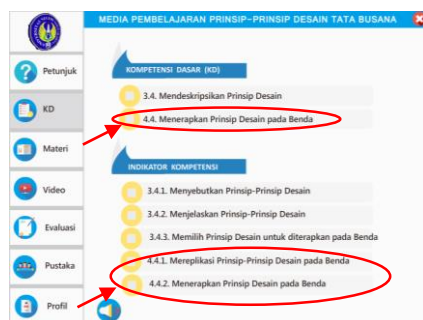 MEDIA PEMBELAJARAN PRINSIP-PRINSIP DESAIN TATA BUSANA
Petunjuk
KD
Materi
Video
Evaluasi
Pustaka
Profil
KOMPETENSI DASAR (KD)
3.4. Mendeskripsikan Prinsip Desain
4.4. Menerapkan Prinsip Desain pada Benda
INDIKATOR KOMPETENSI
3.4.1. Menyebutkan Prinsip-Prinsip Desain
3.4.2. Menjelaskan Prinsip-Prinsip Desain
3.4.3. Memilih Prinsip Desain untuk diterapkan pada Benda
4.4.1. Mereplikasi Prinsip-Prinsip Desain pada Benda
4.4.2. Menerapkan Prinsip Desain pada Benda